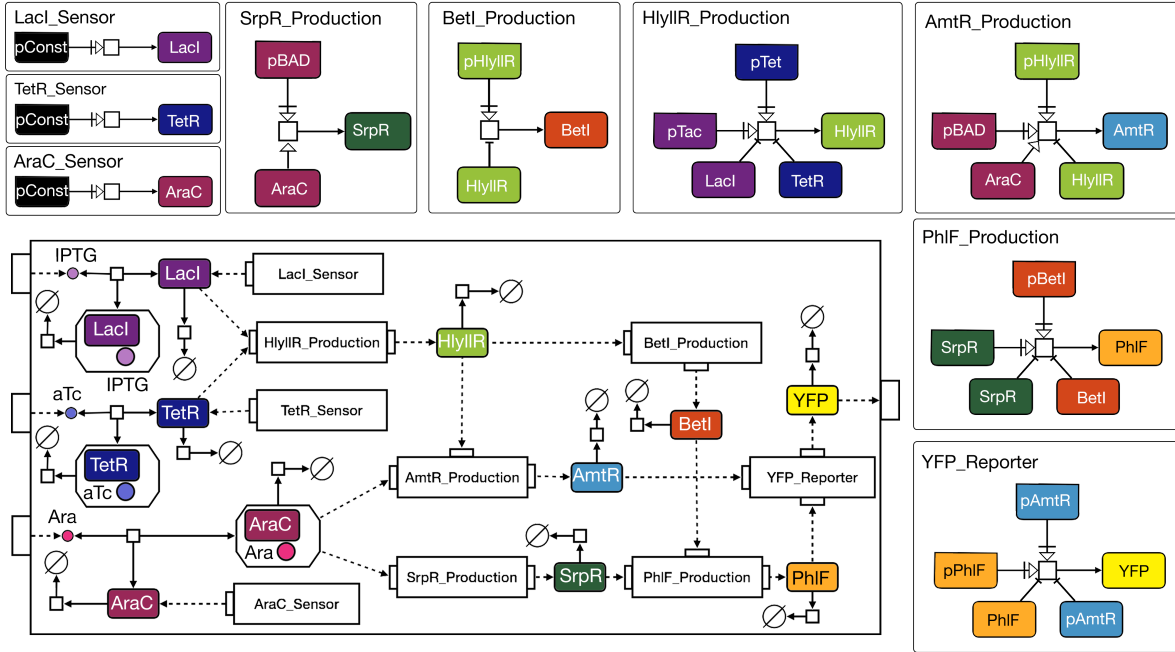 LacI_Sensor
pConst
LacI
TetR_Sensor
pConst
TetR
AraC_Sensor
pConst
AraC
SrpR_Production
pBAD
SrpR
AraC
BetI_Production
pHlyIIR
BetI
HlyIIR
HlyIIR_Production
pTet
pTac
HlyIIR
LacI
TetR
AmtR_Production
pHlyIIR
pBAD
AmtR
AraC
HlyIIR
PhlF_Production
pBetI
SrpR
PhlF
SrpR
BetI
YFP_Reporter
pAmtR
pPhlF
YFP
PhlF
pAmtR
IPTG
LacI
LacI_Sensor
LacI
IPTG
HlyIIR_Production
HlyIIR
BetI_Production
aTc
TetR
TetR_Sensor
TetR
aTc
YFP
BetI
AmtR_Production
AmtR
YFP_Reporter
Ara
AraC
Ara
SrpR_Production
SrpR
PhlF_Production
PhlF
AraC
AraC_Sensor